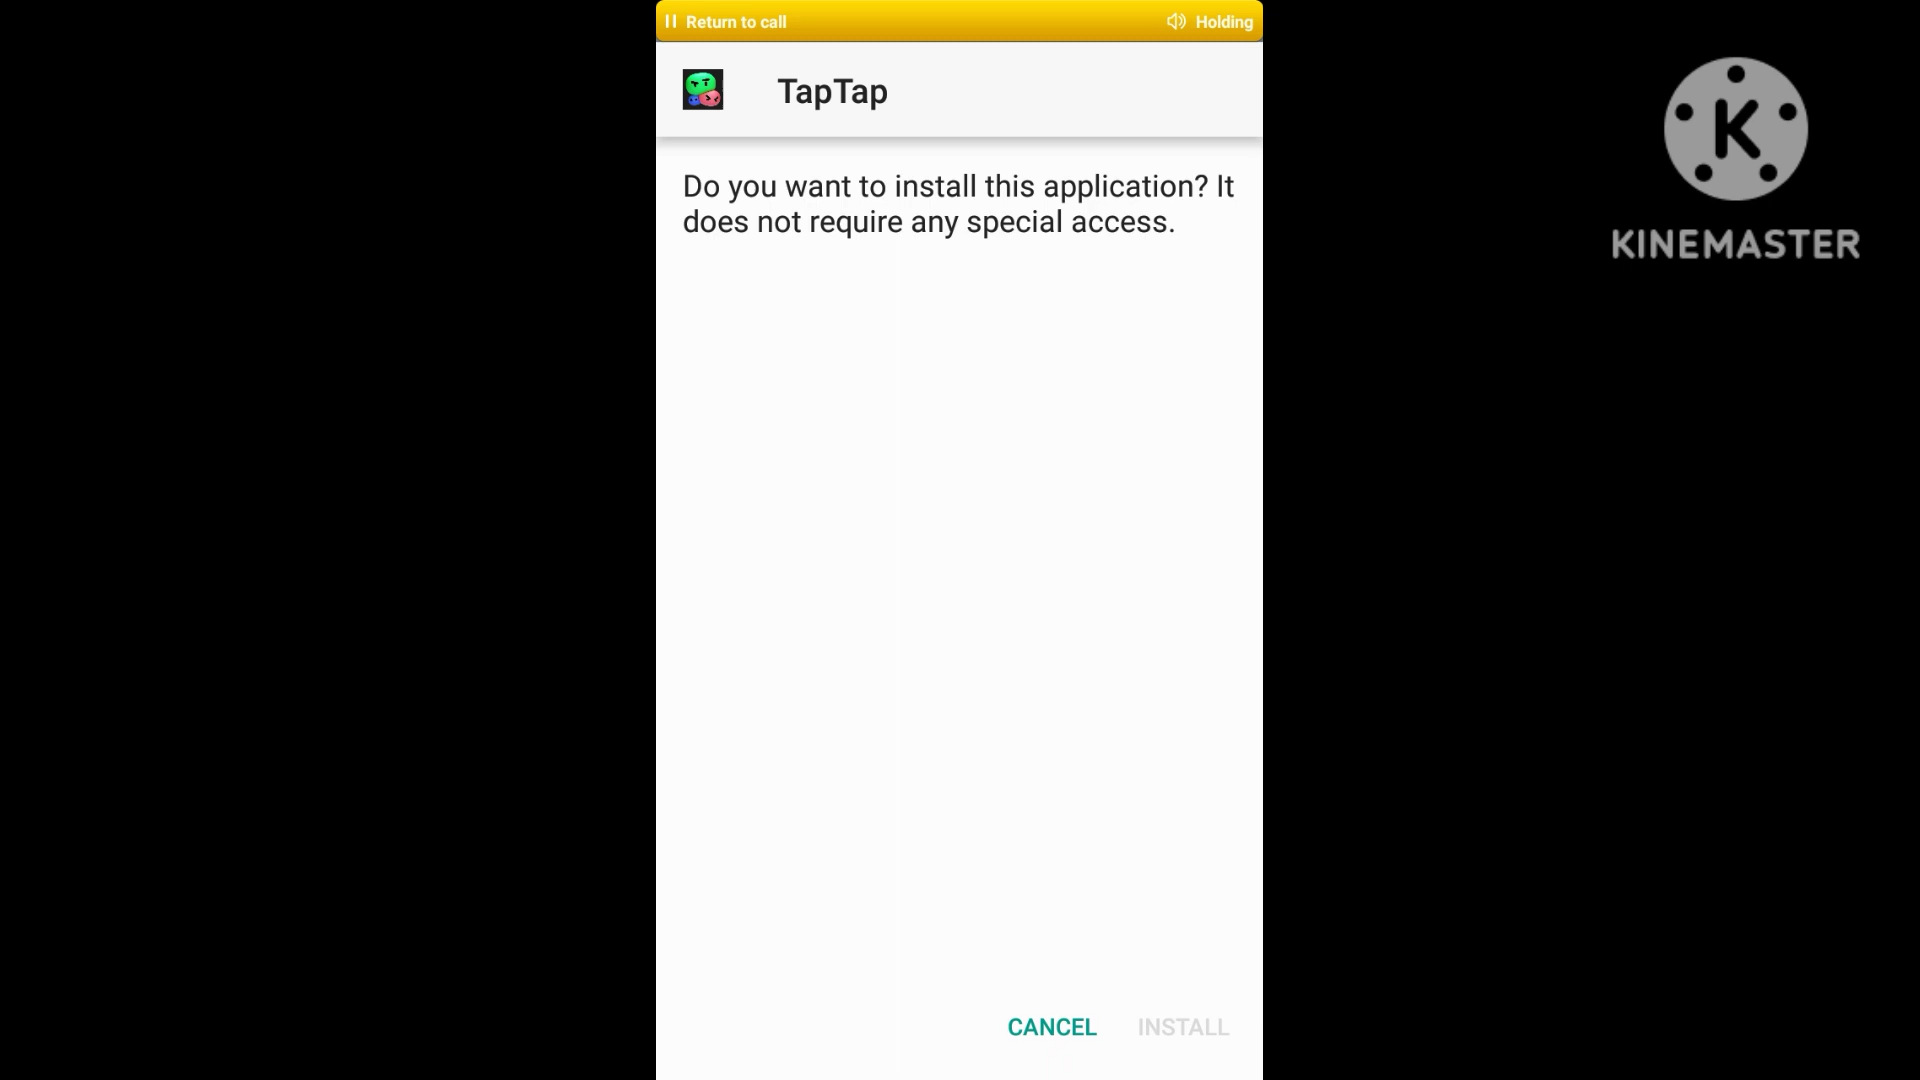 Return to call
Holding
TapTap
Do you want to install this application? It
does not require any special access.
CANCEL
INSTALL
K
KINEMASTER